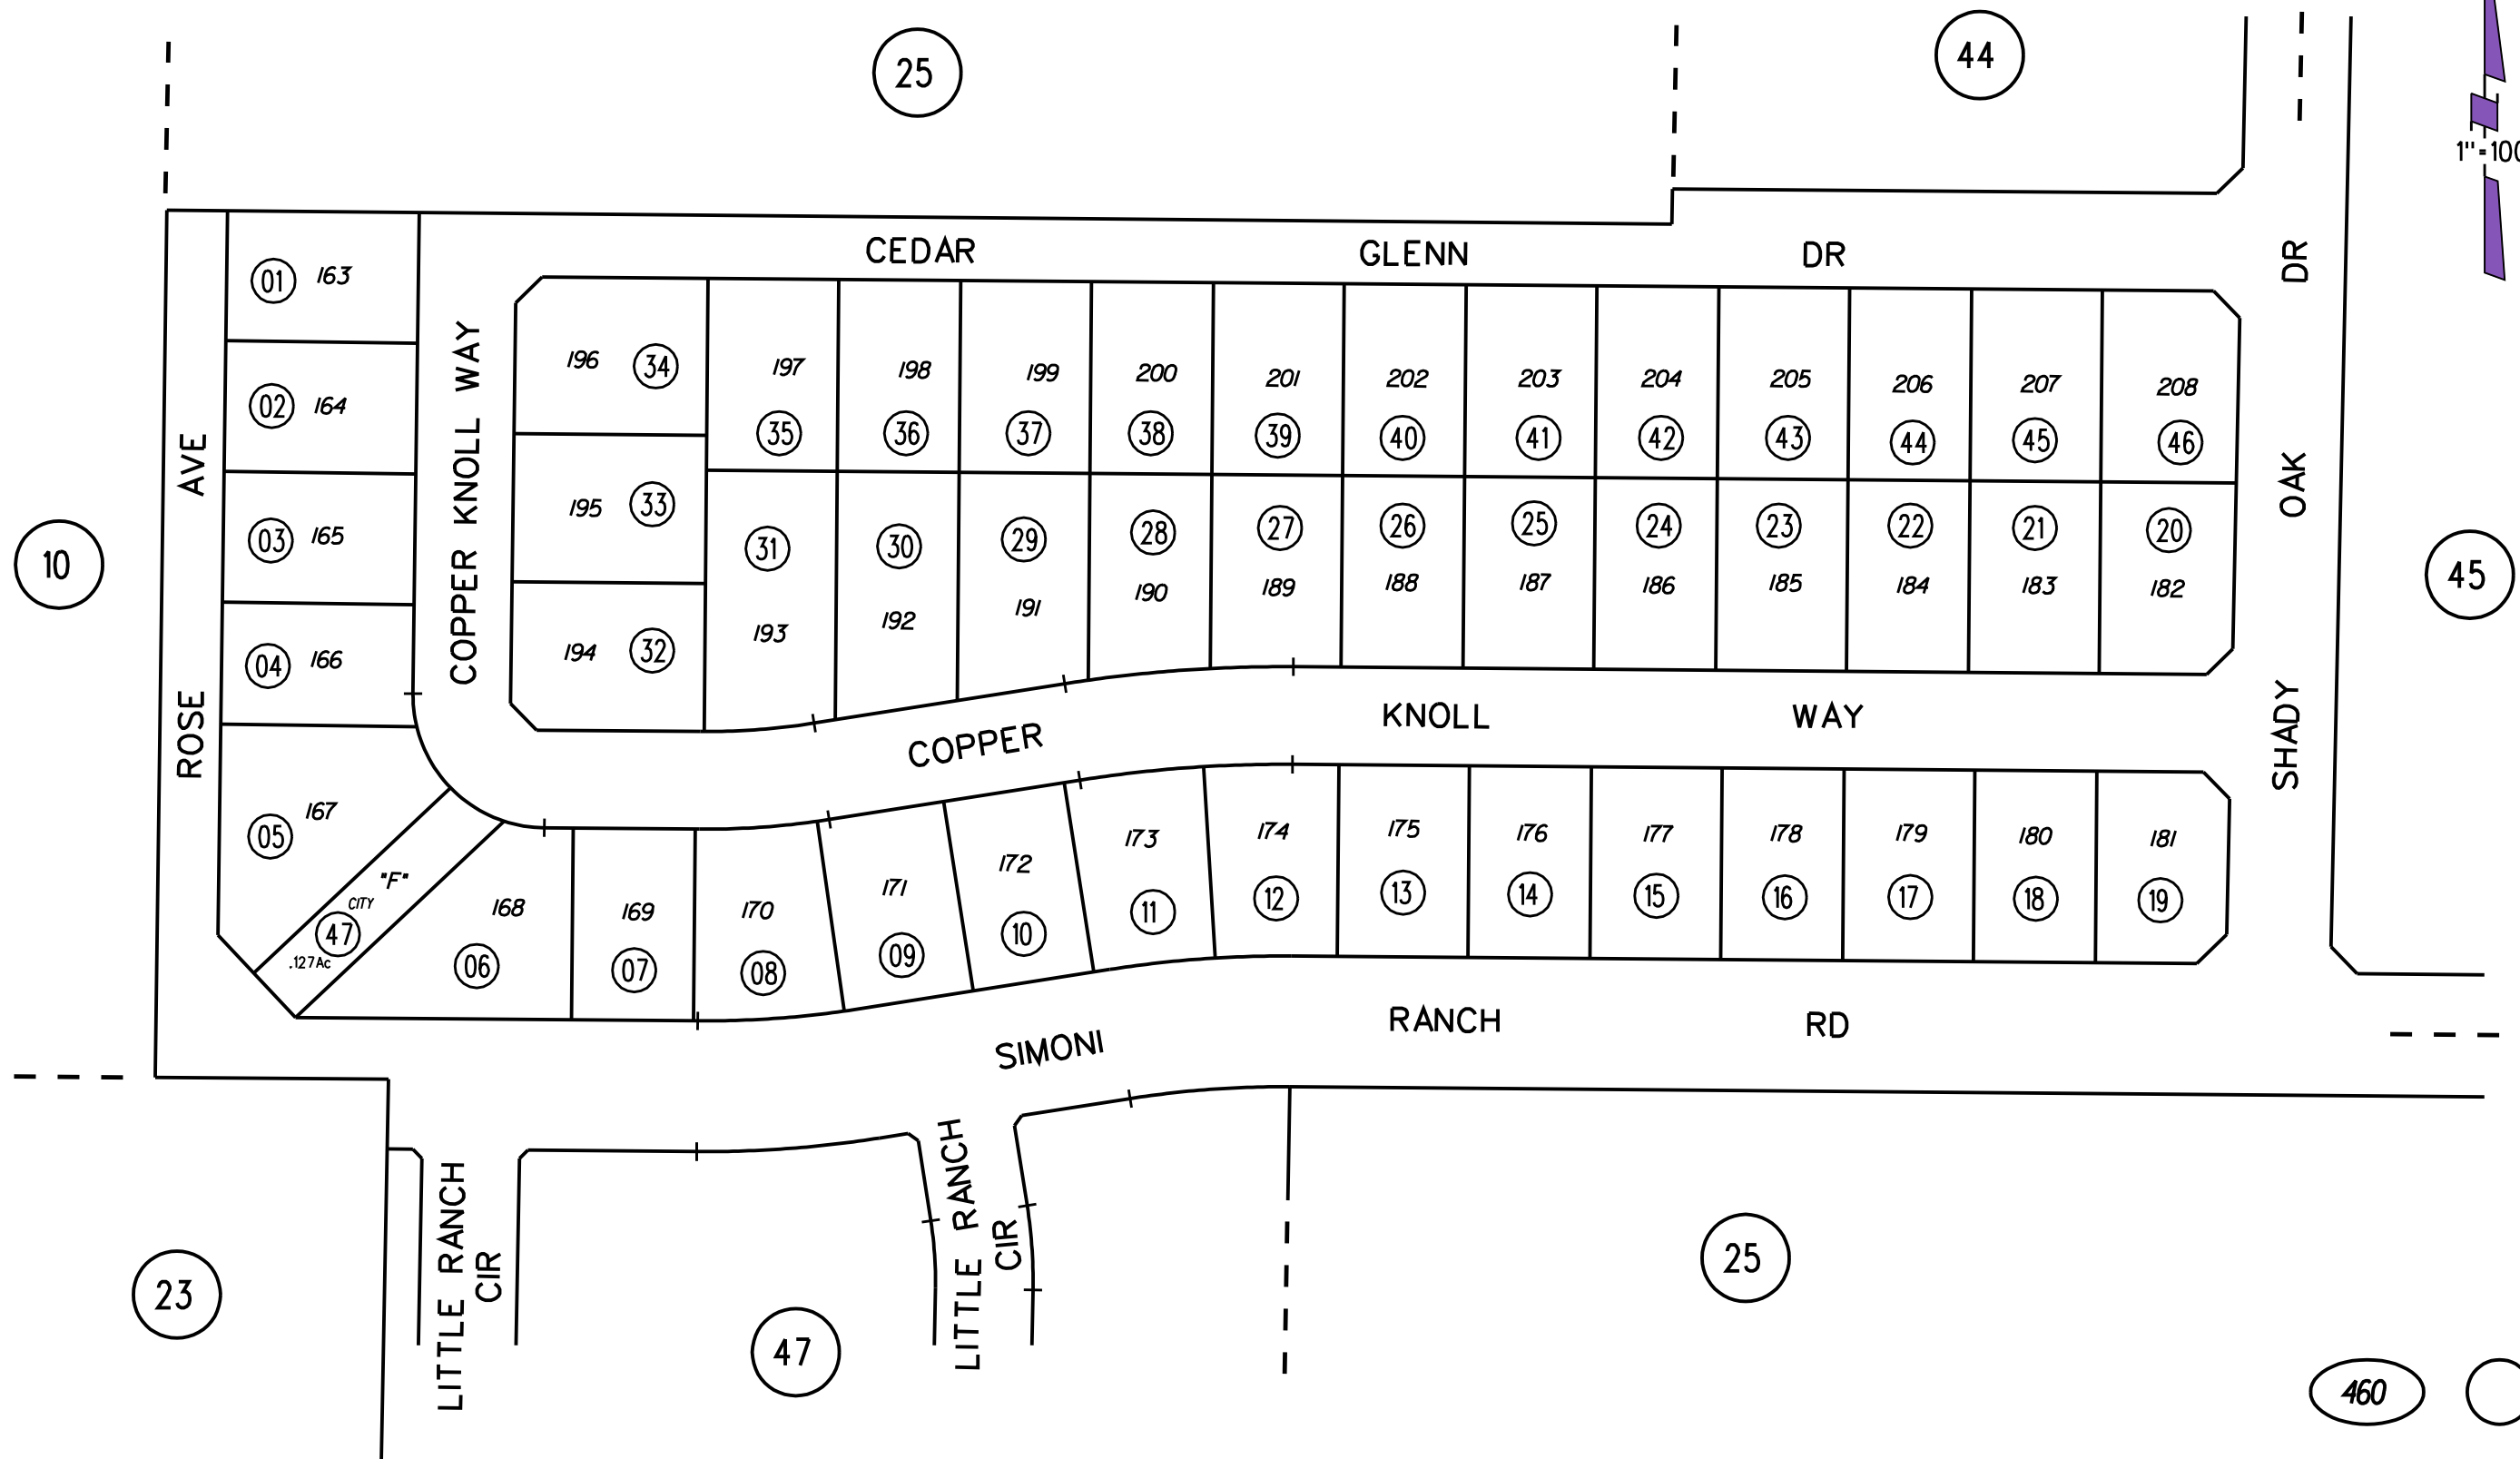 25
44
1"=100
CEDAR GLENN DR
SHADY OAK DR
ROSE AVE
COPPER KNOLL WAY
10
45
01 163
02 164
03 165
04 166
05 167
196 34
195 33
194 32
197 198 199 200 201 202 203 204 205 206 207 208
35 36 37 38 39 40 41 42 43 44 45 46
31 30 29 28 27 26 25 24 23 22 21 20
193 192 191 190 189 188 187 186 185 184 183 182
COPPER KNOLL WAY
"F"
CITY
47
.127Ac
168 169 170 171 172 173 174 175 176 177 178 179 180 181
06 07 08 09 10 11 12 13 14 15 16 17 18 19
SIMONI RANCH RD
LITTLE RANCH
CIR
LITTLE RANCH
CIR
23
47
25
460